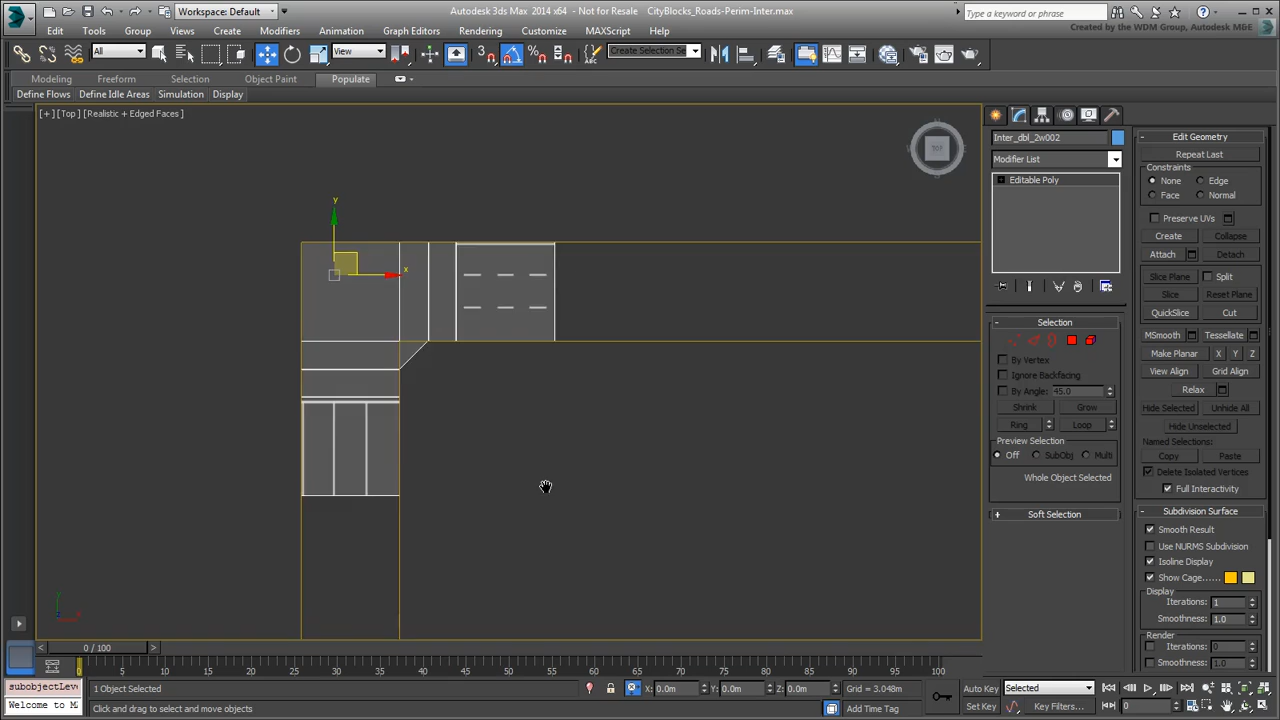 Workspace: Default
Autodesk 3ds Max 2014 x64 - Not for Resale CityBlocks_Roads-Perim-Inter.max
Type a keyword or phrase
Created by the WDM Group, Autodesk M&E
Edit Tools Group Views Create Modifiers Animation Graph Editors Rendering Customize MAXScript Help
All View Create Selection Se
Modeling Freeform Selection Object Paint Populate
Define Flows Define Idle Areas Simulation Display
[+] [Top] [Realistic + Edged Faces]
TOP
y
x
Inter_dbl_2w002
Modifier List
Editable Poly
Selection
By Vertex
Ignore Backfacing
By Angle: 45.0
Shrink Grow
Ring Loop
Preview Selection
Off SubObj Multi
Whole Object Selected
Soft Selection
Edit Geometry
Repeat Last
Constraints
None Edge
Face Normal
Preserve UVs
Create Collapse
Attach Detach
Slice Plane Split
Slice Reset Plane
QuickSlice Cut
MSmooth Tessellate
Make Planar X Y Z
View Align Grid Align
Relax
Hide Selected Unhide All
Hide Unselected
Named Selections:
Copy Paste
Delete Isolated Vertices
Full Interactivity
Subdivision Surface
Smooth Result
Use NURMS Subdivision
Isoline Display
Show Cage......
Display
Iterations: 1
Smoothness: 1.0
Render
Iterations: 0
Smoothness: 1.0
0 / 100
0 5 10 15 20 25 30 35 40 45 50 55 60 65 70 75 80 85 90 95 100
subobjectLeve
Welcome to MA
1 Object Selected
Click and drag to select and move objects
X: 0.0m Y: 0.0m Z: 0.0m Grid = 3.048m
Add Time Tag
Auto Key Selected
Set Key Key Filters... 0